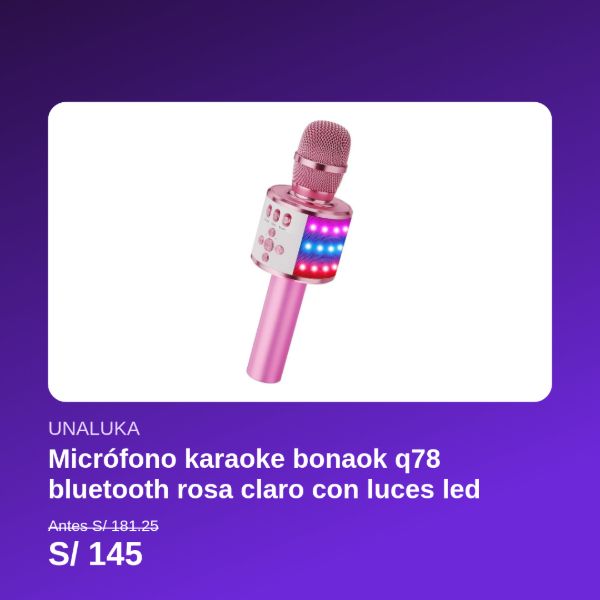 UNALUKA
Micrófono karaoke bonaok q78
bluetooth rosa claro con luces led
Antes S/ 181.25
S/ 145